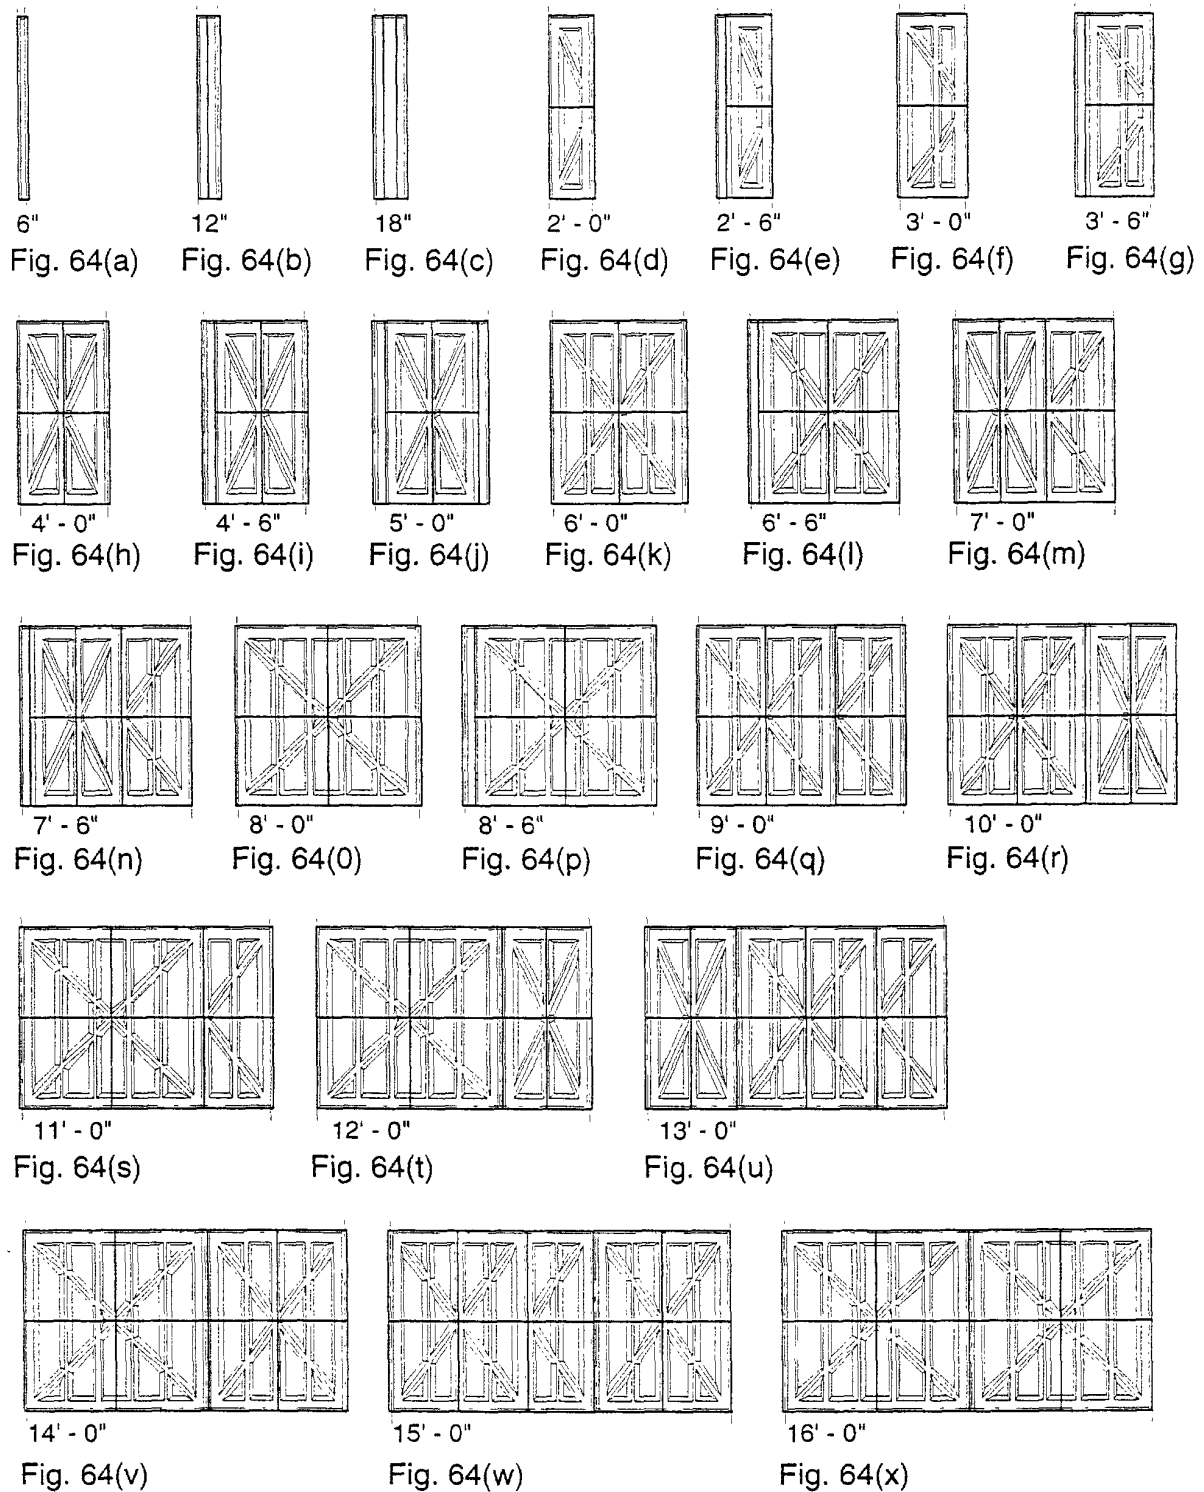 6" 12" 18" 2' - 0" 2' - 6" 3' - 0" 3' - 6"
Fig. 64(a) Fig. 64(b) Fig. 64(c) Fig. 64(d) Fig. 64(e) Fig. 64(f) Fig. 64(g)
4' - 0" 4' - 6" 5' - 0" 6' - 0" 6' - 6" 7' - 0"
Fig. 64(h) Fig. 64(i) Fig. 64(j) Fig. 64(k) Fig. 64(l) Fig. 64(m)
7' - 6" 8' - 0" 8' - 6" 9' - 0" 10' - 0"
Fig. 64(n) Fig. 64(0) Fig. 64(p) Fig. 64(q) Fig. 64(r)
11' - 0" 12' - 0" 13' - 0"
Fig. 64(s) Fig. 64(t) Fig. 64(u)
14' - 0" 15' - 0" 16' - 0"
Fig. 64(v) Fig. 64(w) Fig. 64(x)